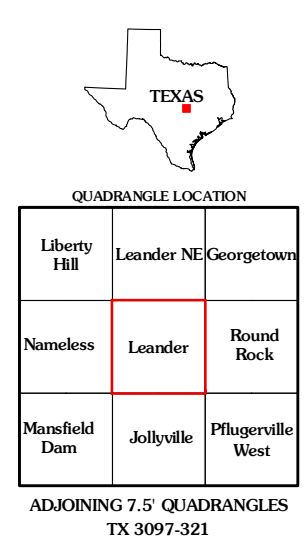 TEXAS
QUADRANGLE LOCATION
Liberty
Hill
Leander NE
Georgetown
Nameless
Leander
Round
Rock
Mansfield
Dam
Jollyville
Pflugerville
West
ADJOINING 7.5' QUADRANGLES
TX 3097-321